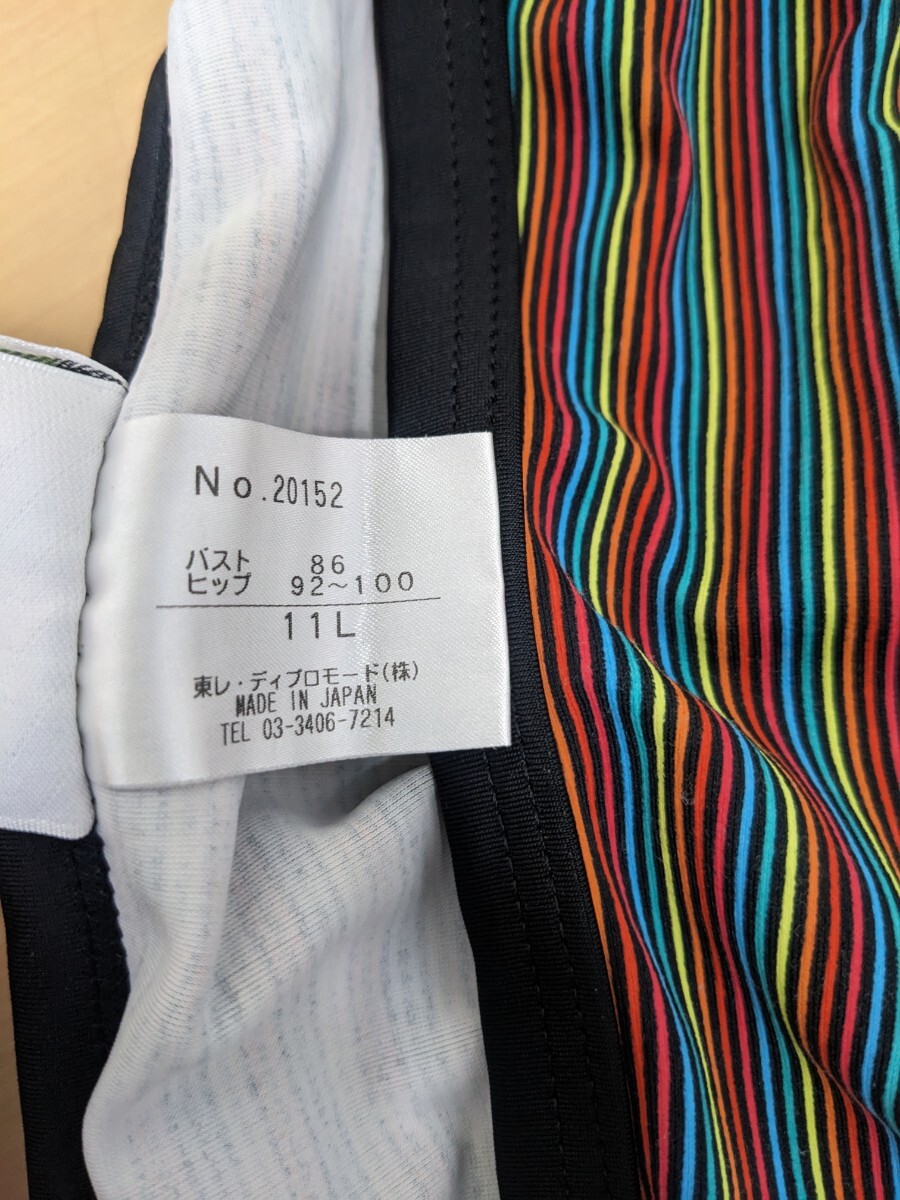 No.20152
バスト 86
ヒップ 92~100
11L
東レ・ディプロモード(株)
MADE IN JAPAN
TEL 03-3406-7214